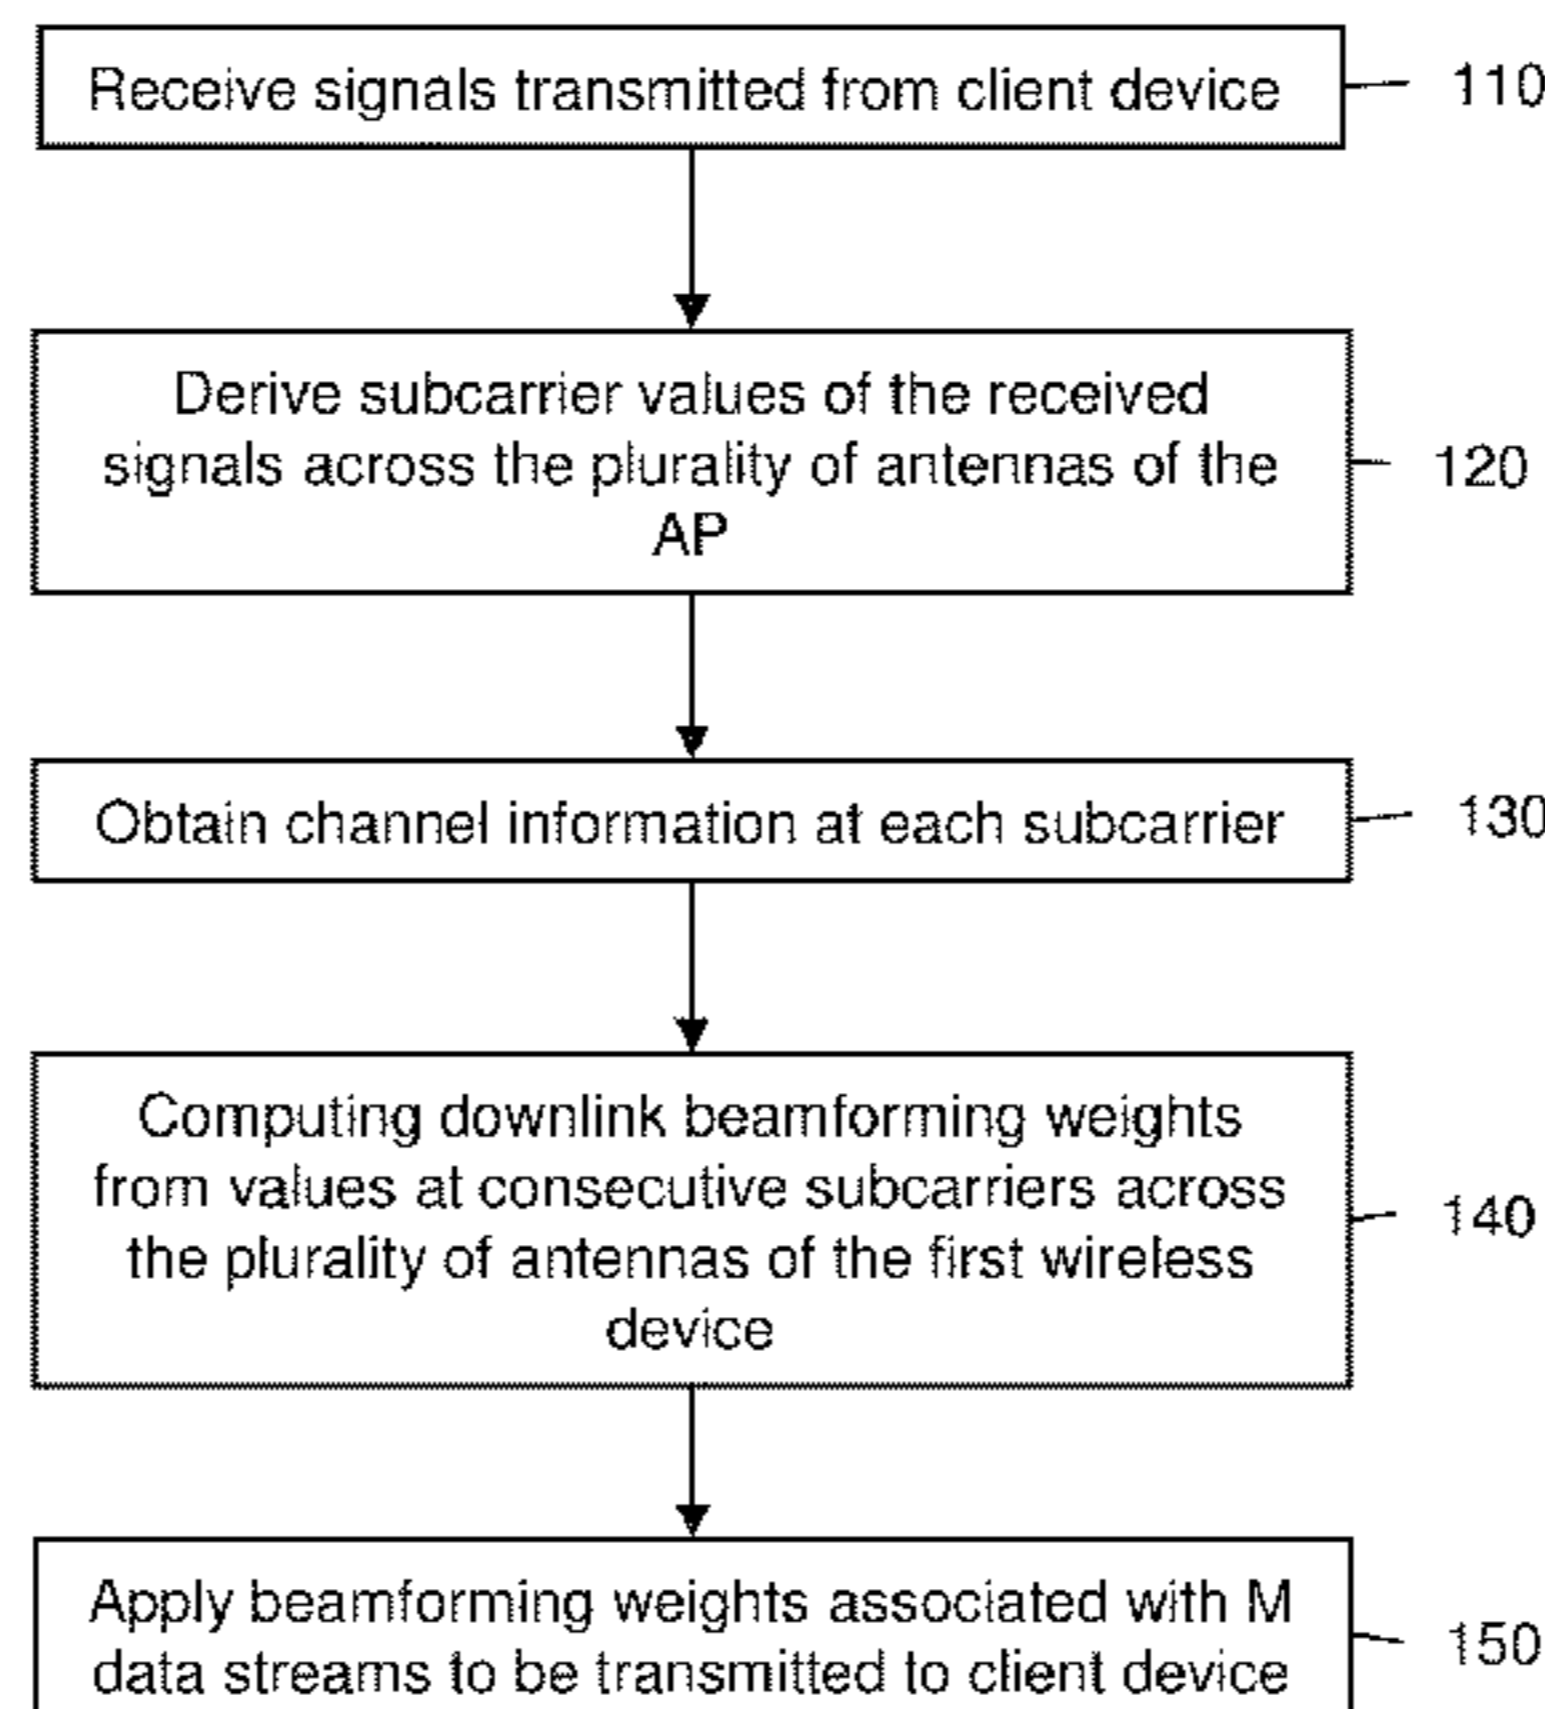 Receive signals transmitted from client device
110
Derive subcarrier values of the received
signals across the plurality of antennas of the
AP
120
Obtain channel information at each subcarrier
130
Computing downlink beamforming weights
from values at consecutive subcarriers across
the plurality of antennas of the first wireless
device
140
Apply beamforming weights associated with M
data streams to be transmitted to client device
150